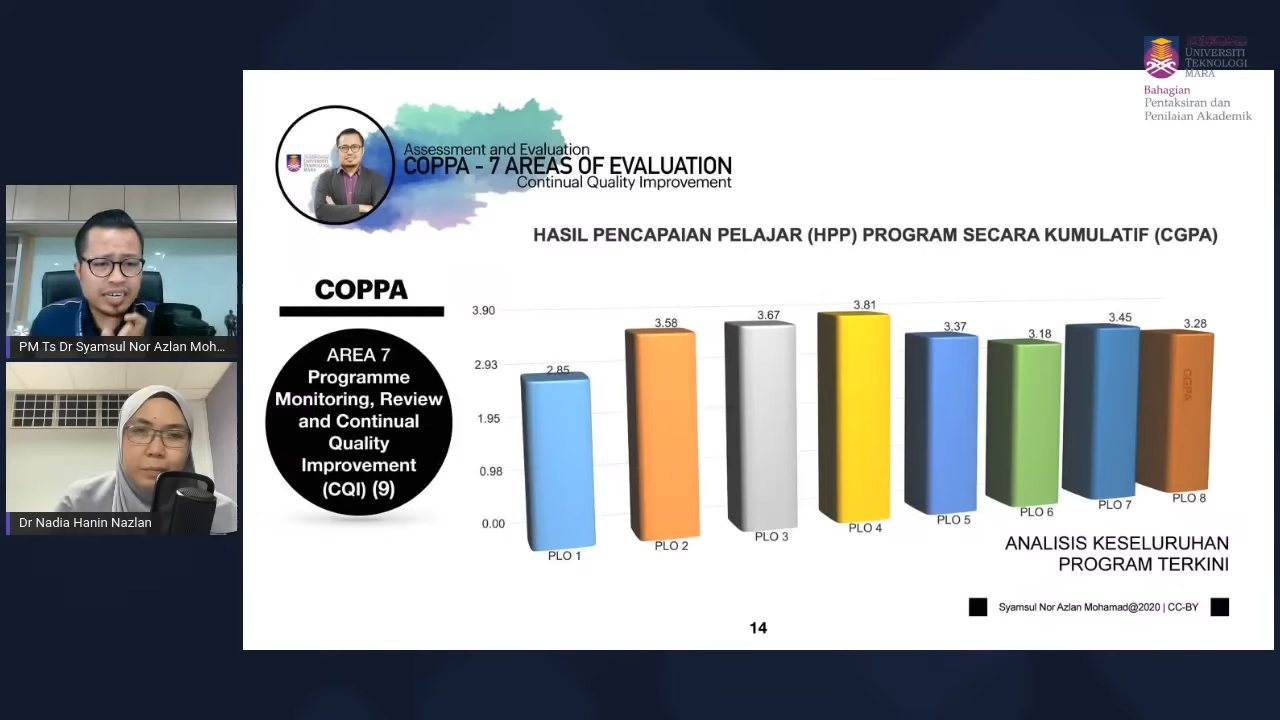 UNIVERSITI
TEKNOLOGI
MARA
Bahagian
Pentaksiran dan
Penilaian Akademik
Assessment and Evaluation
COPPA - 7 AREAS OF EVALUATION
Continual Quality Improvement
HASIL PENCAPAIAN PELAJAR (HPP) PROGRAM SECARA KUMULATIF (CGPA)
COPPA
AREA 7
Programme
Monitoring, Review
and Continual
Quality
Improvement
(CQI) (9)
3.90
2.93
1.95
0.98
0.00
2.85
3.58
3.67
3.81
3.37
3.18
3.45
3.28
CGPA
PLO 1
PLO 2
PLO 3
PLO 4
PLO 5
PLO 6
PLO 7
PLO 8
ANALISIS KESELURUHAN
PROGRAM TERKINI
Syamsul Nor Azlan Mohamad@2020 | CC-BY
14
PM Ts Dr Syamsul Nor Azlan Moh...
Dr Nadia Hanin Nazlan